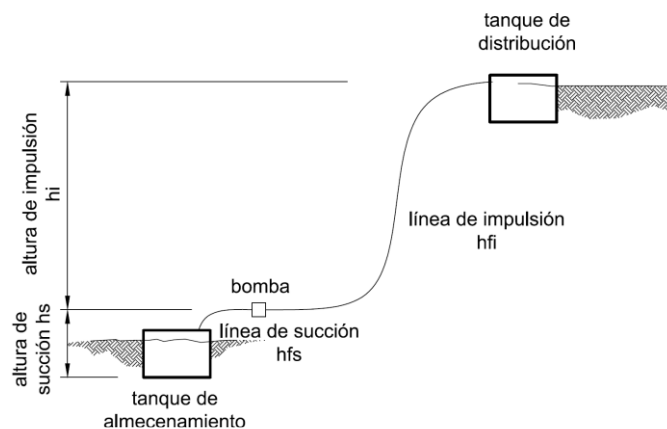 tanque de
distribución
altura de impulsión
hi
línea de impulsión
hfi
bomba
altura de
succión hs
línea de succión
hfs
tanque de
almecenamiento